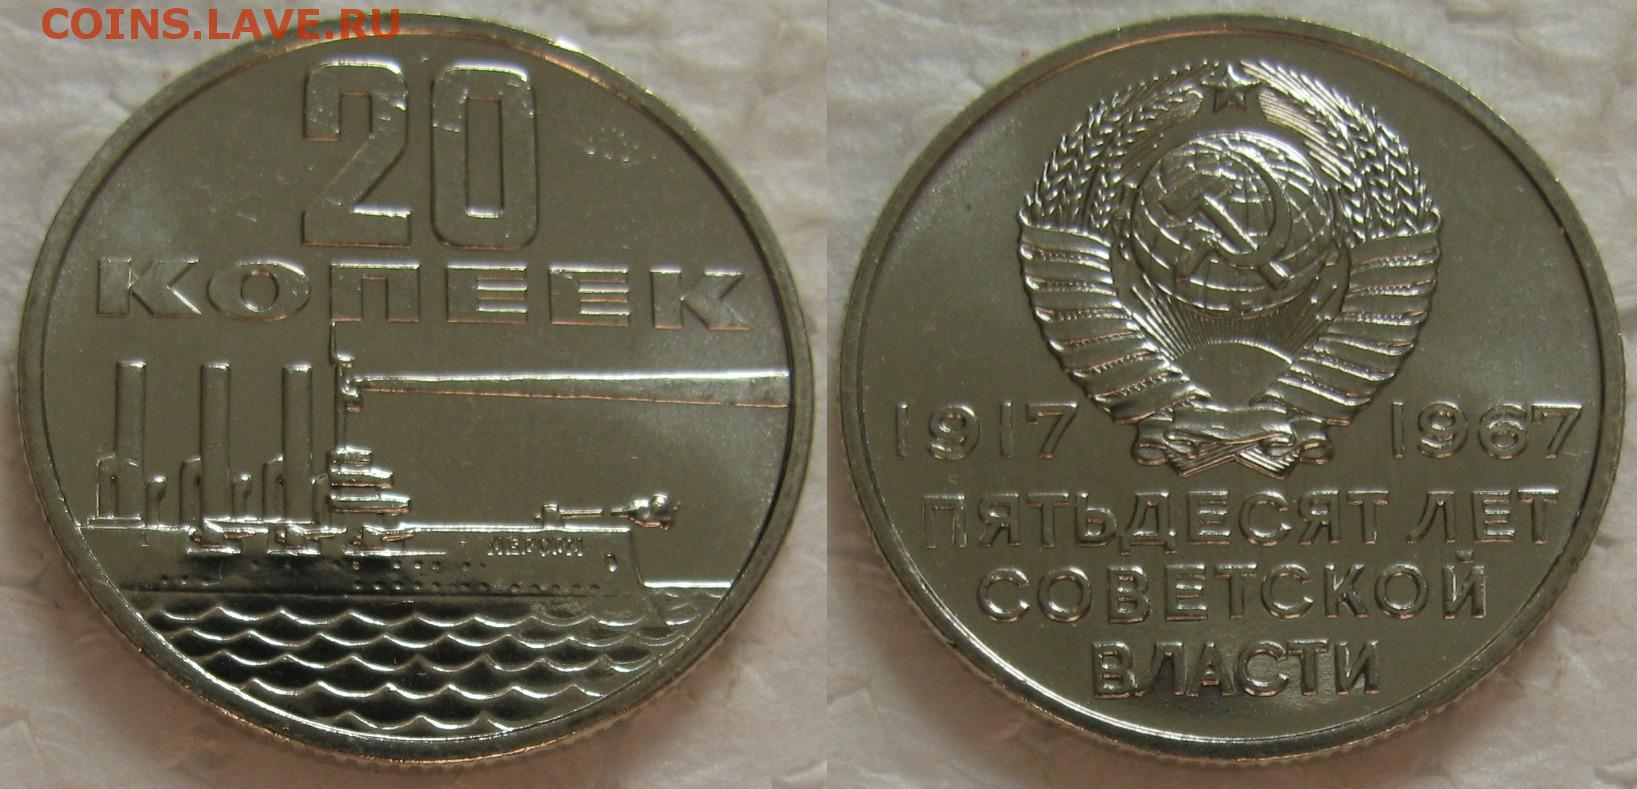 COINS.LAVE.RU
20
КОПЕЕК
АВРОРА
1917 1967
ПЯТЬДЕСЯТ ЛЕТ
СОВЕТСКОЙ
ВЛАСТИ